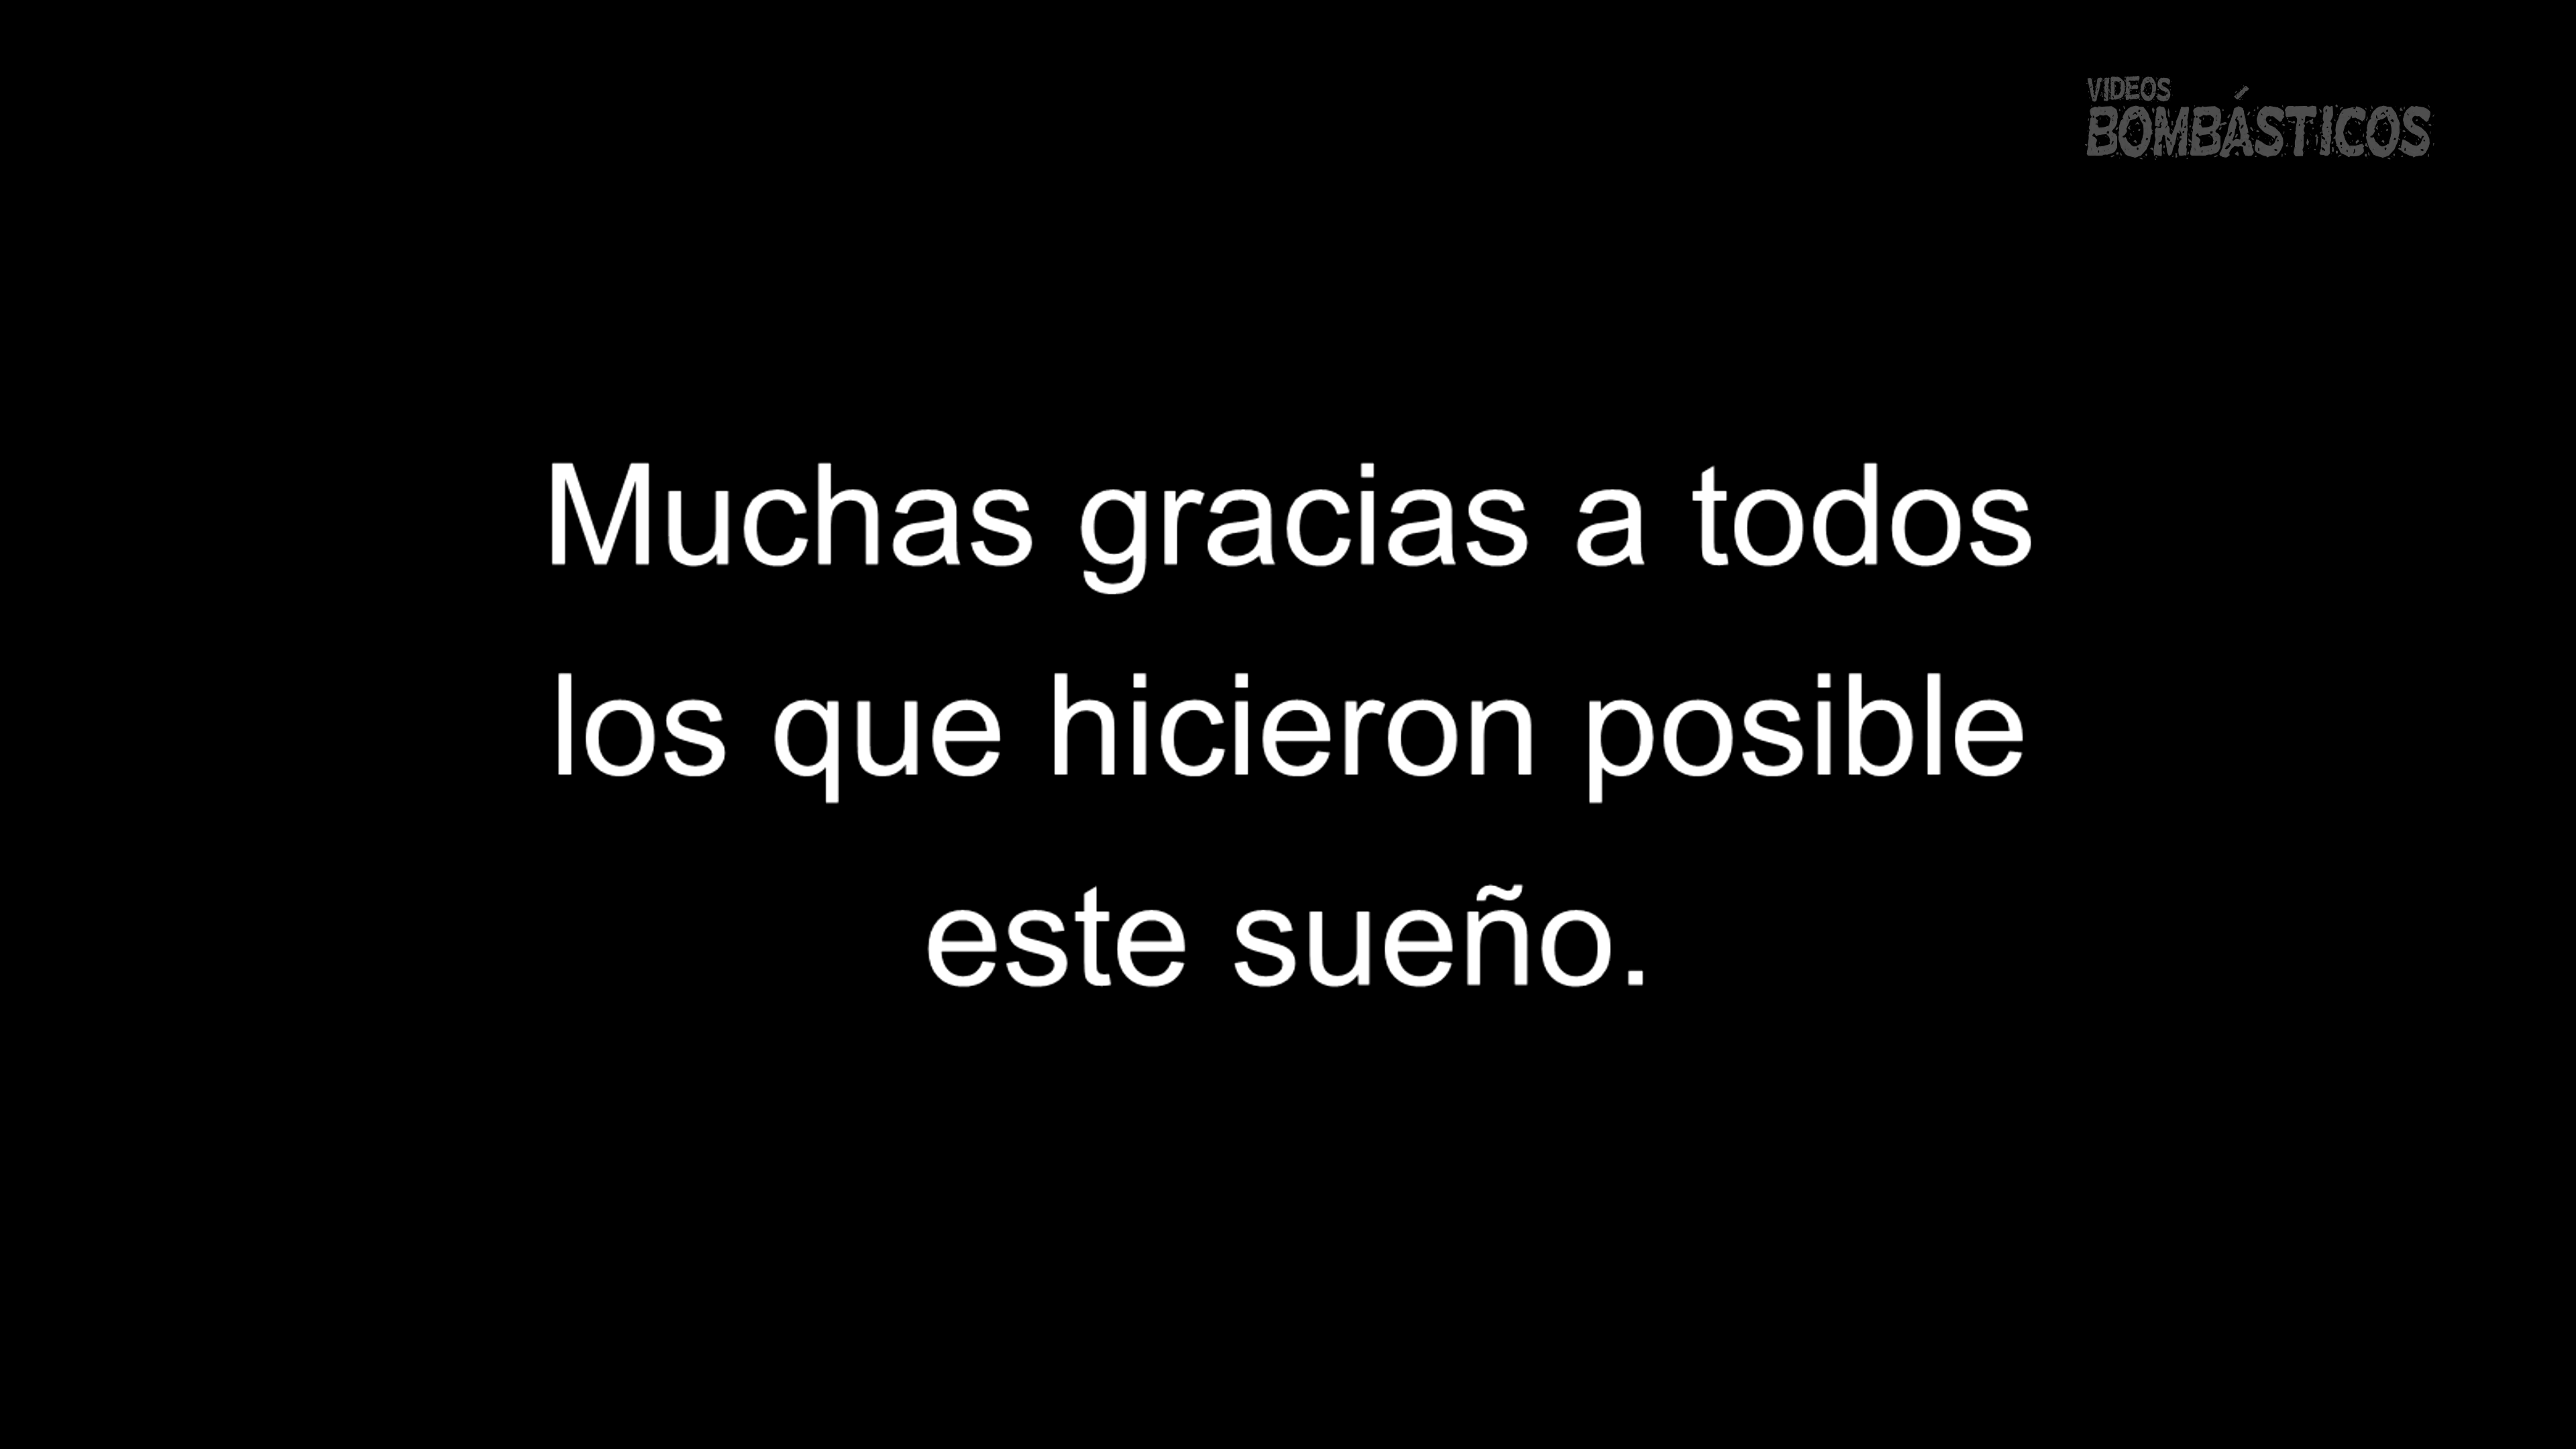 VIDEOS
BOMBÁSTICOS
Muchas gracias a todos
los que hicieron posible
este sueño.